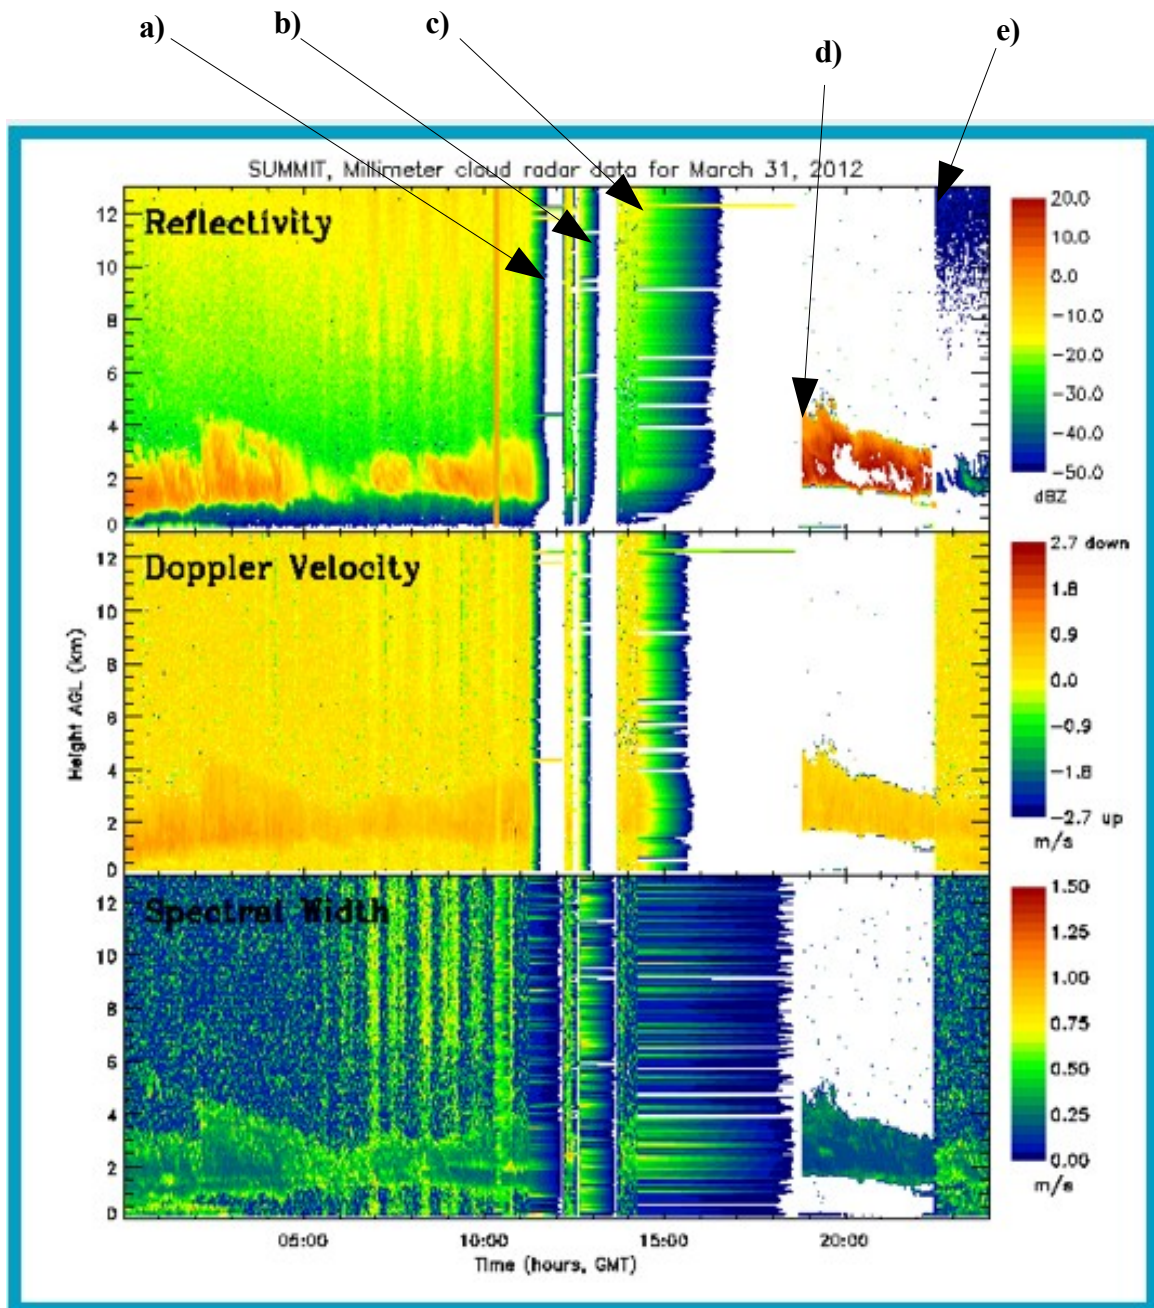 a)
b)
c)
d)
e)
SUMMIT, Millimeter cloud radar data for March 31, 2012
Reflectivity
12
10
8
6
4
2
0
20.0
10.0
0.0
-10.0
-20.0
-30.0
-40.0
-50.0
dBZ
Doppler Velocity
Height AGL (km)
12
10
8
6
4
2
0
2.7 down
1.8
0.9
0.0
-0.9
-1.8
-2.7 up
m/s
Spectral Width
12
10
8
6
4
2
0
1.50
1.25
1.00
0.75
0.50
0.25
0.00
m/s
05:00
10:00
15:00
20:00
Time (hours, GMT)